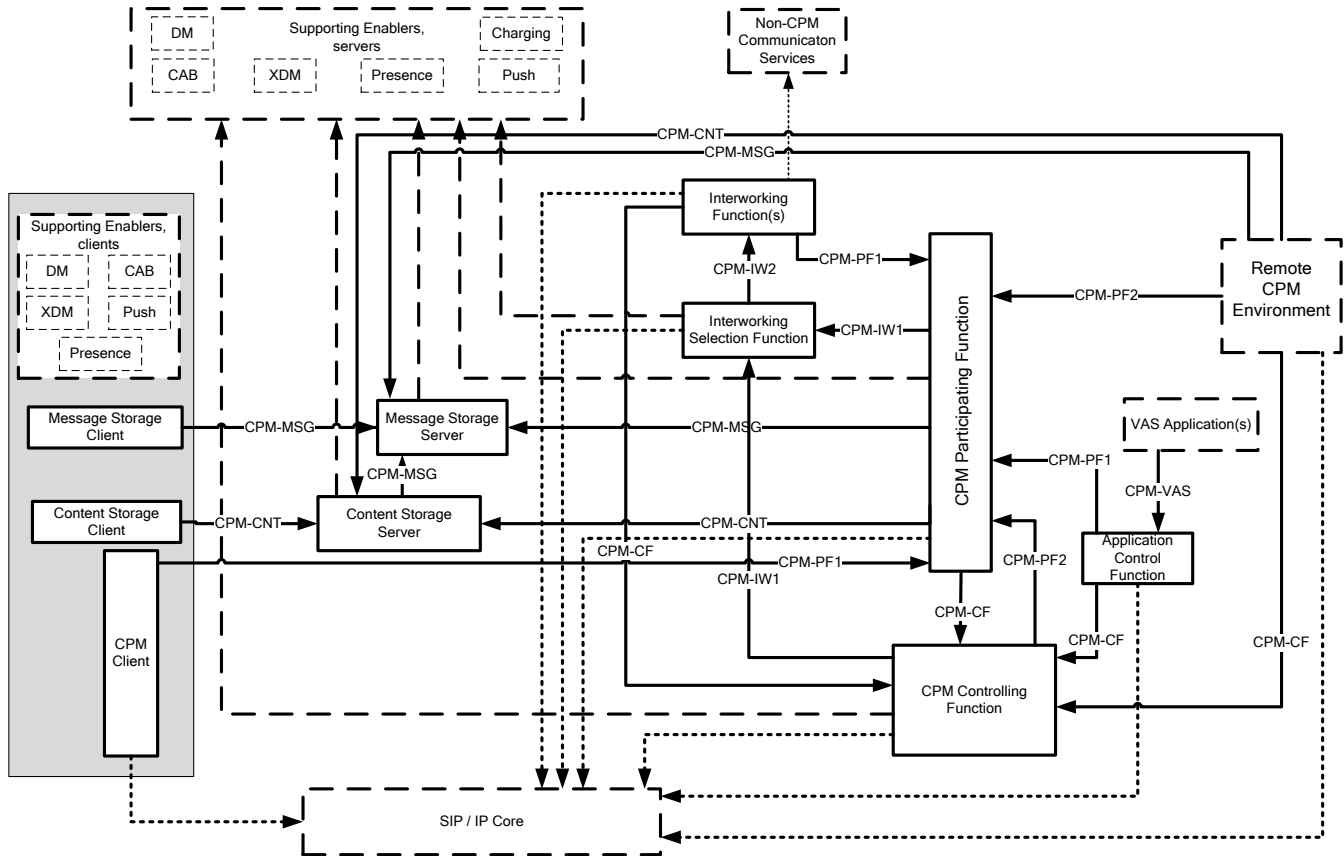 DM
Supporting Enablers,
servers
Charging
CAB
XDM
Presence
Push
Non-CPM
Communicaton
Services
CPM-CNT
CPM-MSG
Supporting Enablers,
clients
DM
CAB
XDM
Push
Presence
Interworking
Function(s)
CPM-PF1
CPM-IW2
Interworking
Selection Function
CPM-IW1
CPM Participating Function
CPM-PF2
Remote
CPM
Environment
Message Storage
Client
CPM-MSG
Message Storage
Server
CPM-MSG
VAS Application(s)
CPM-PF1
CPM-MSG
CPM-VAS
Content Storage
Client
CPM-CNT
Content Storage
Server
CPM-CNT
CPM-CF
CPM-PF1
CPM-IW1
CPM-PF2
Application
Control
Function
CPM-CF
CPM-CF
CPM-CF
CPM
Client
CPM Controlling
Function
SIP / IP Core